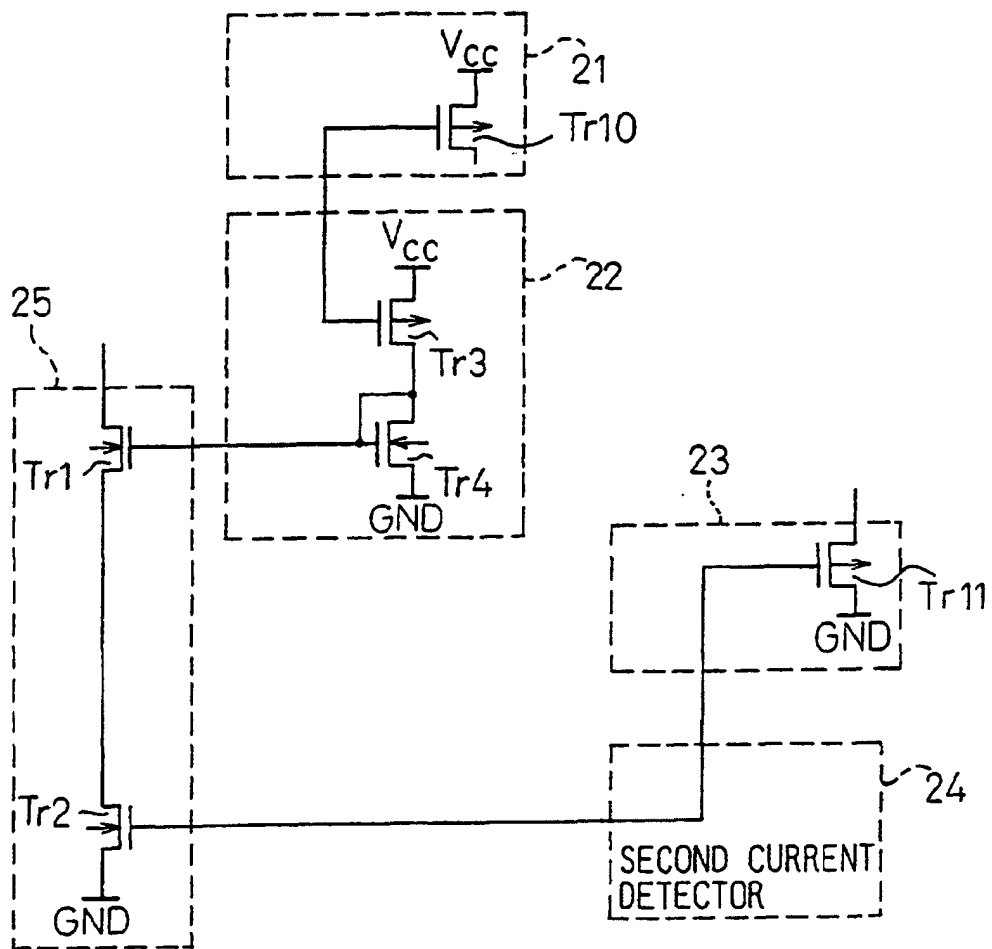 VCC
21
Tr10
VCC
22
25
Tr3
Tr1
Tr4
GND
23
Tr11
GND
24
Tr2
SECOND CURRENT
DETECTOR
GND